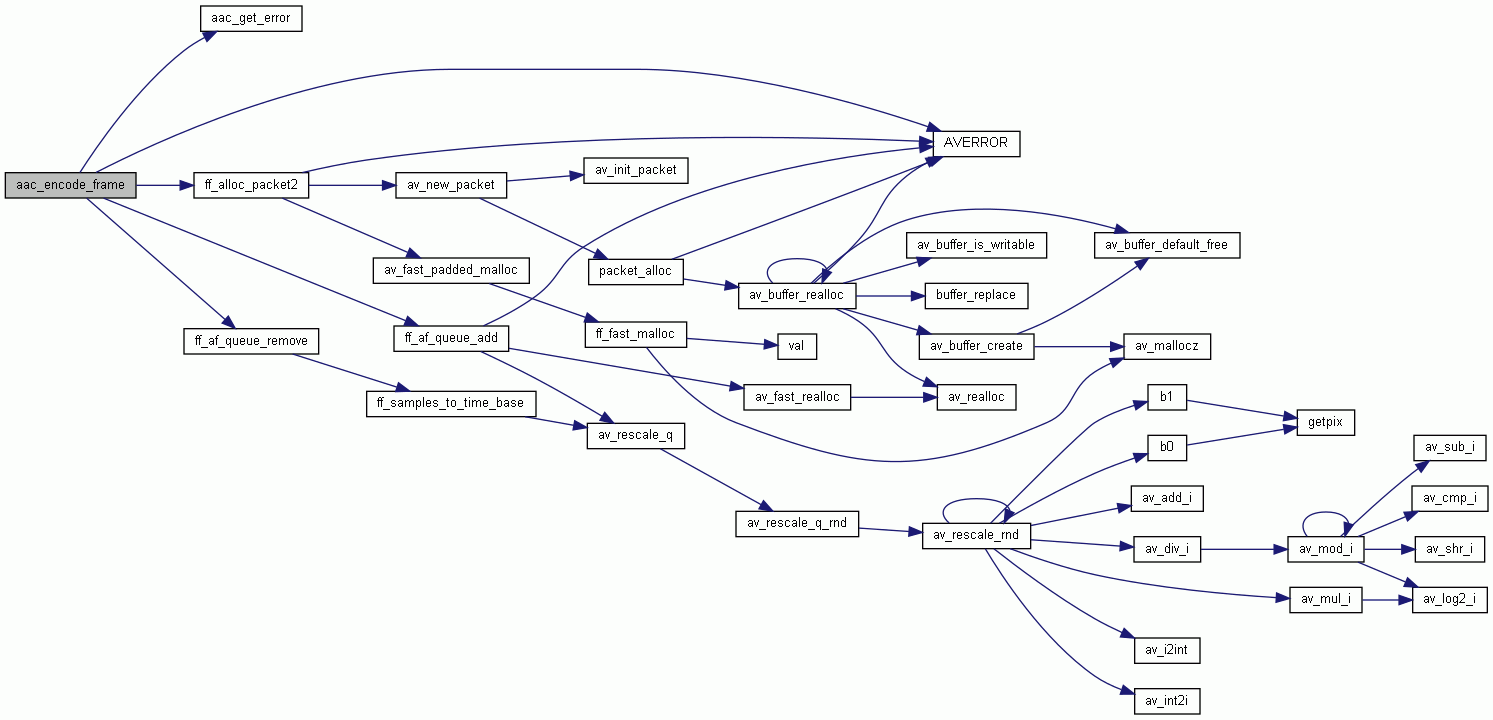 aac_get_error
AVERROR
av_init_packet
aac_encode_frame
ff_alloc_packet2
av_new_packet
av_buffer_is_writable
av_buffer_default_free
av_fast_padded_malloc
packet_alloc
av_buffer_realloc
buffer_replace
ff_af_queue_remove
ff_af_queue_add
ff_fast_malloc
val
av_buffer_create
av_mallocz
ff_samples_to_time_base
av_fast_realloc
av_realloc
b1
getpix
av_rescale_q
b0
av_sub_i
av_add_i
av_cmp_i
av_rescale_q_rnd
av_rescale_rnd
av_div_i
av_mod_i
av_shr_i
av_mul_i
av_log2_i
av_i2int
av_int2i